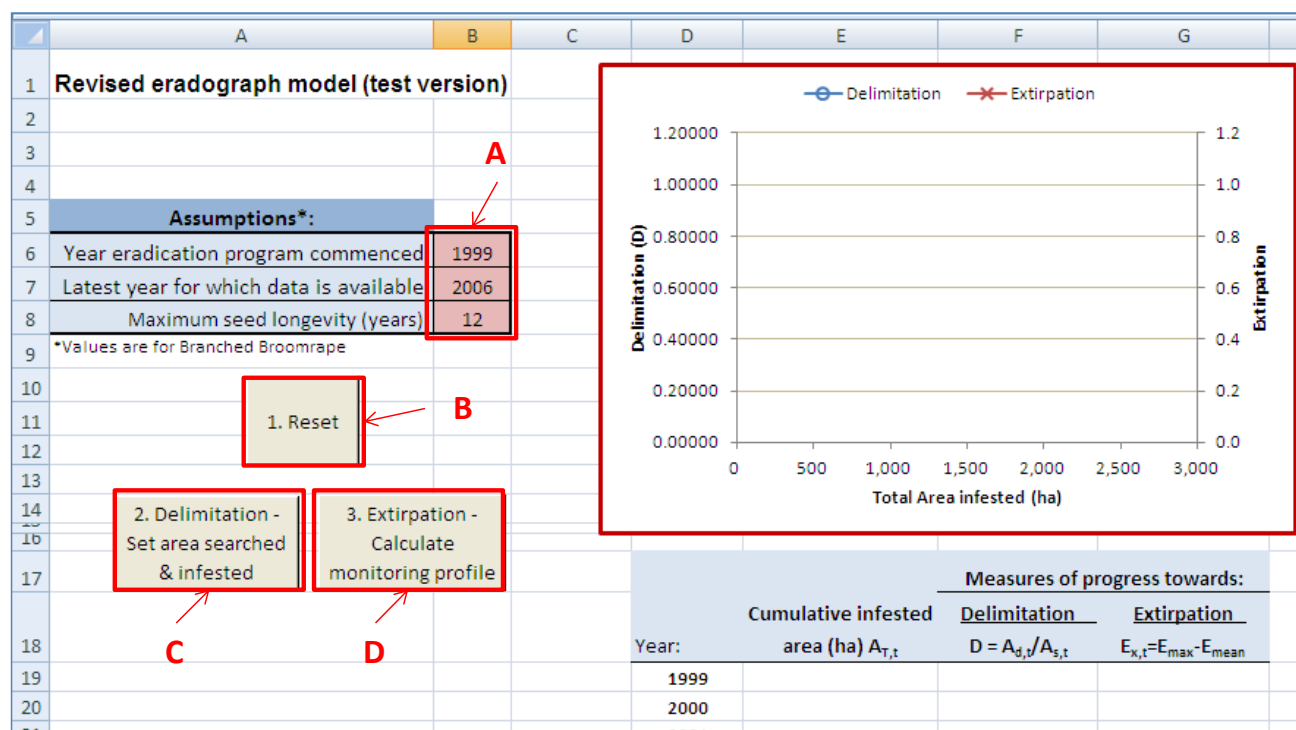 A B C D E F G
1 Revised eradograph model (test version)
2
3
4
A
5 Assumptions*:
6 Year eradication program commenced 1999
7 Latest year for which data is available 2006
8 Maximum seed longevity (years) 12
9 *Values are for Branched Broomrape
10
11 1. Reset
B
12
13
14 2. Delimitation -
Set area searched
& infested
3. Extirpation -
Calculate
monitoring profile
16
17
C
D
Delimitation Extirpation
Delimitation (D)
1.20000
1.00000
0.80000
0.60000
0.40000
0.20000
0.00000
1.2
1.0
0.8
0.6
0.4
0.2
0.0
Extirpation
0 500 1,000 1,500 2,000 2,500 3,000
Total Area infested (ha)
Measures of progress towards:
Cumulative infested Delimitation Extirpation
18 Year: area (ha) A_T,t D = A_d,t/A_s,t E_x,t=E_max-E_mean
19 1999
20 2000